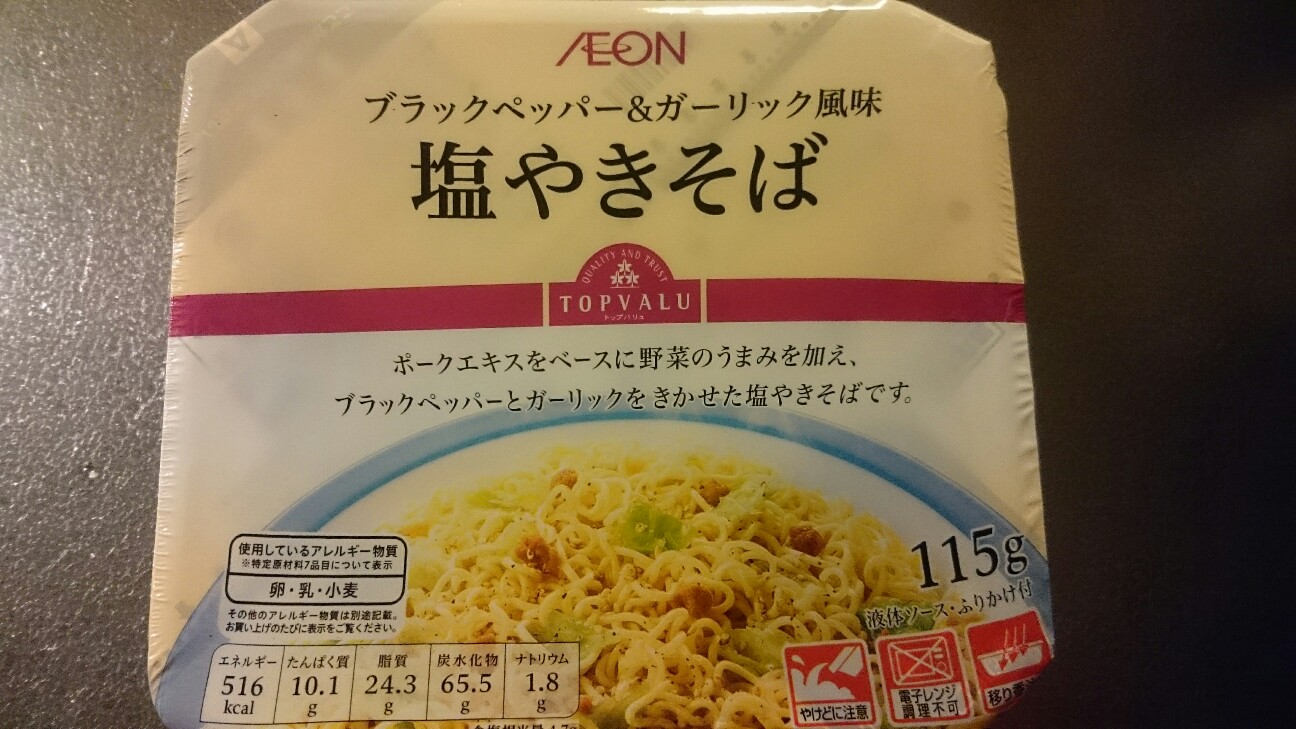 ÆON
ブラックペッパー&ガーリック風味
塩やきそば
QUALITY AND TRUST
TOPVALU
トップバリュ
ポークエキスをベースに野菜のうまみを加え、
ブラックペッパーとガーリックをきかせた塩やきそばです。
115g
液体ソース・ふりかけ付
使用しているアレルギー物質
※特定原材料7品目について表示
卵・乳・小麦
その他のアレルギー物質は別途記載。
お買い上げのたびに表示をご覧ください。
エネルギー たんぱく質 脂質 炭水化物 ナトリウム
516 10.1 24.3 65.5 1.8
kcal g g g g
やけどに注意
電子レンジ
調理不可
移り香注